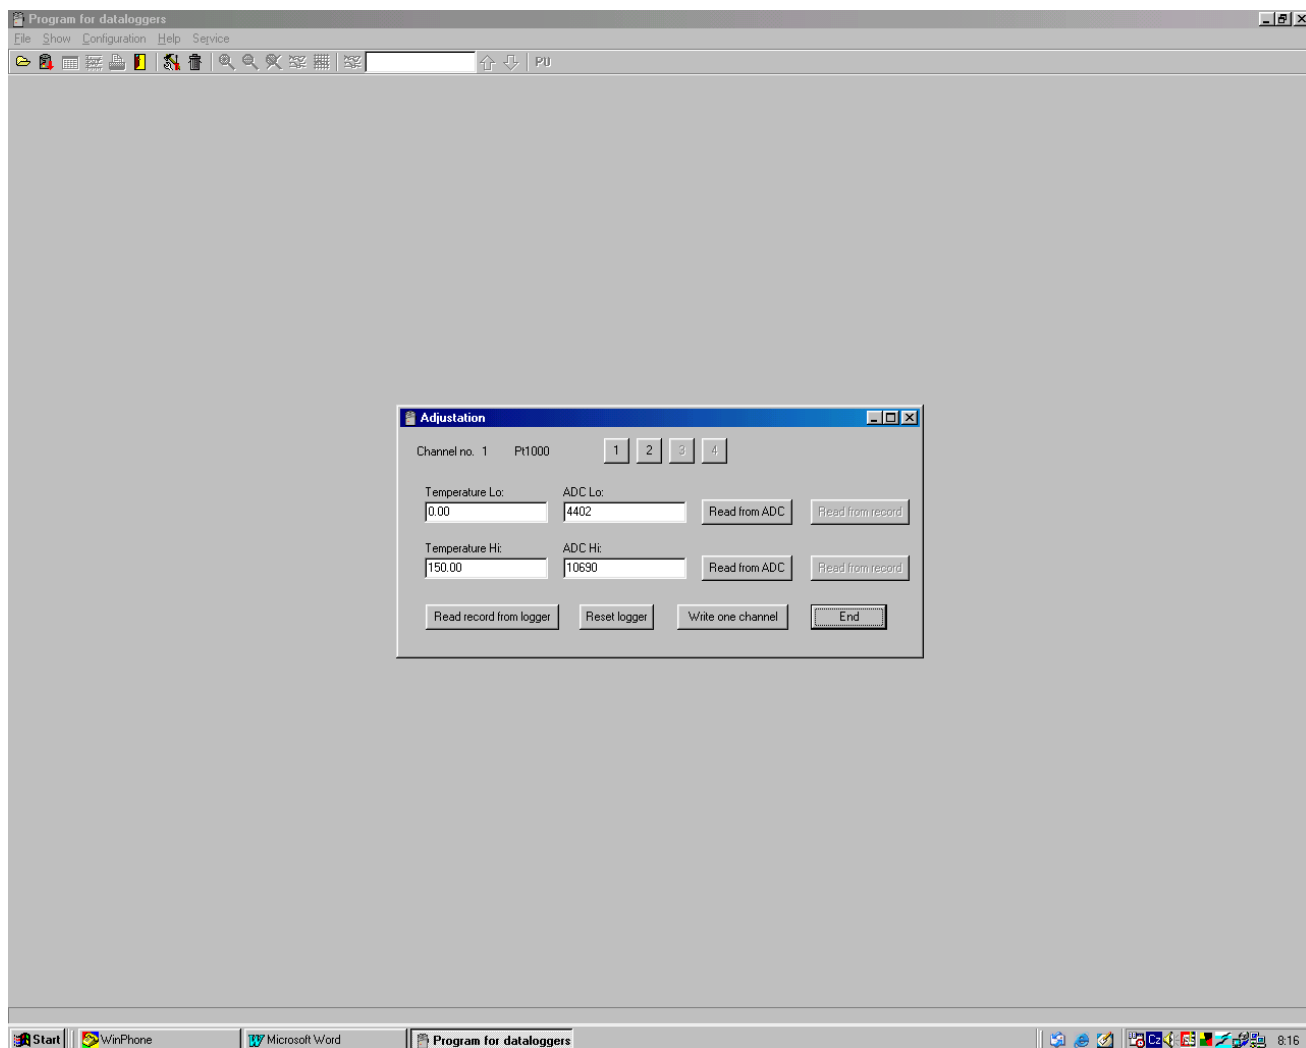 Program for dataloggers
File Show Configuration Help Service
PU
Adjustation
Channel no. 1 Pt1000 1 2 3 4
Temperature Lo: ADC Lo:
0.00 4402 Read from ADC Read from record
Temperature Hi: ADC Hi:
150.00 10690 Read from ADC Read from record
Read record from logger Reset logger Write one channel End
Start WinPhone Microsoft Word Program for dataloggers Cz 8:16